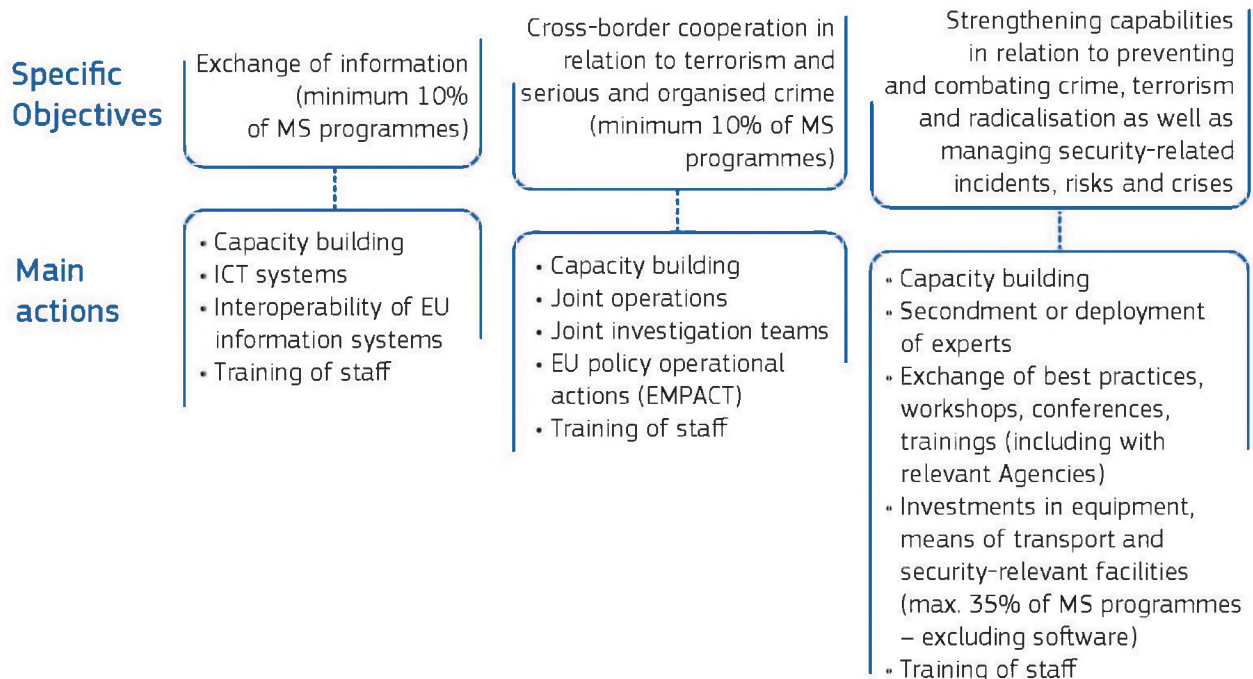 Specific
Objectives
Exchange of information
(minimum 10%
of MS programmes)
Cross-border cooperation in
relation to terrorism and
serious and organised crime
(minimum 10% of MS
programmes)
Strengthening capabilities
in relation to preventing
and combating crime, terrorism
and radicalisation as well as
managing security-related
incidents, risks and crises
Main
actions
• Capacity building
• ICT systems
• Interoperability of EU
information systems
• Training of staff
• Capacity building
• Joint operations
• Joint investigation teams
• EU policy operational
actions (EMPACT)
• Training of staff
• Capacity building
• Secondment or deployment
of experts
• Exchange of best practices,
workshops, conferences,
trainings (including with
relevant Agencies)
• Investments in equipment,
means of transport and
security-relevant facilities
(max. 35% of MS programmes
– excluding software)
• Training of staff